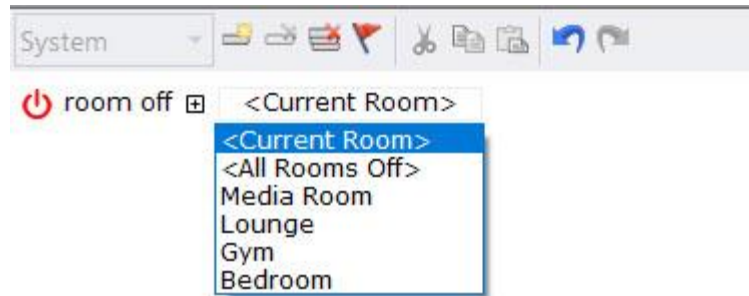 System
room off <Current Room>
<Current Room>
<All Rooms Off>
Media Room
Lounge
Gym
Bedroom